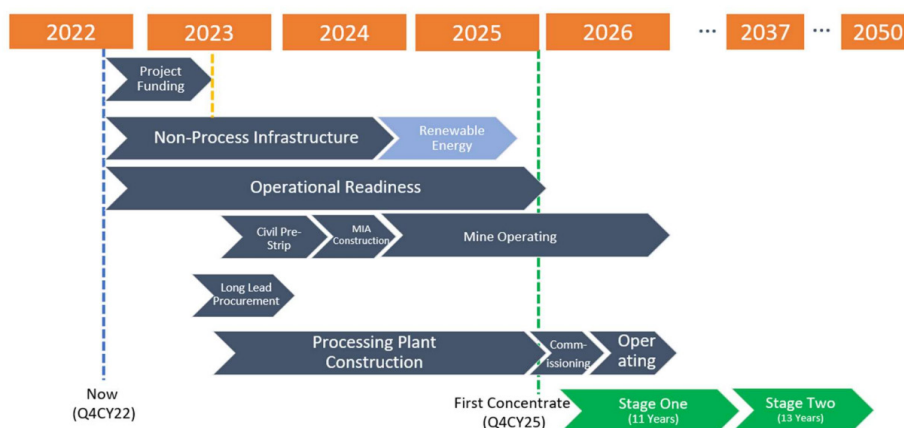 2022 2023 2024 2025 2026 ... 2037 ... 2050
Project
Funding
Non-Process Infrastructure
Renewable
Energy
Operational Readiness
Civil Pre-
Strip
MIA
Construction
Mine Operating
Long Lead
Procurement
Processing Plant
Construction
Comm-
issioning
Oper
ating
Now
(Q4CY22)
First Concentrate
(Q4CY25)
Stage One
(11 Years)
Stage Two
(13 Years)